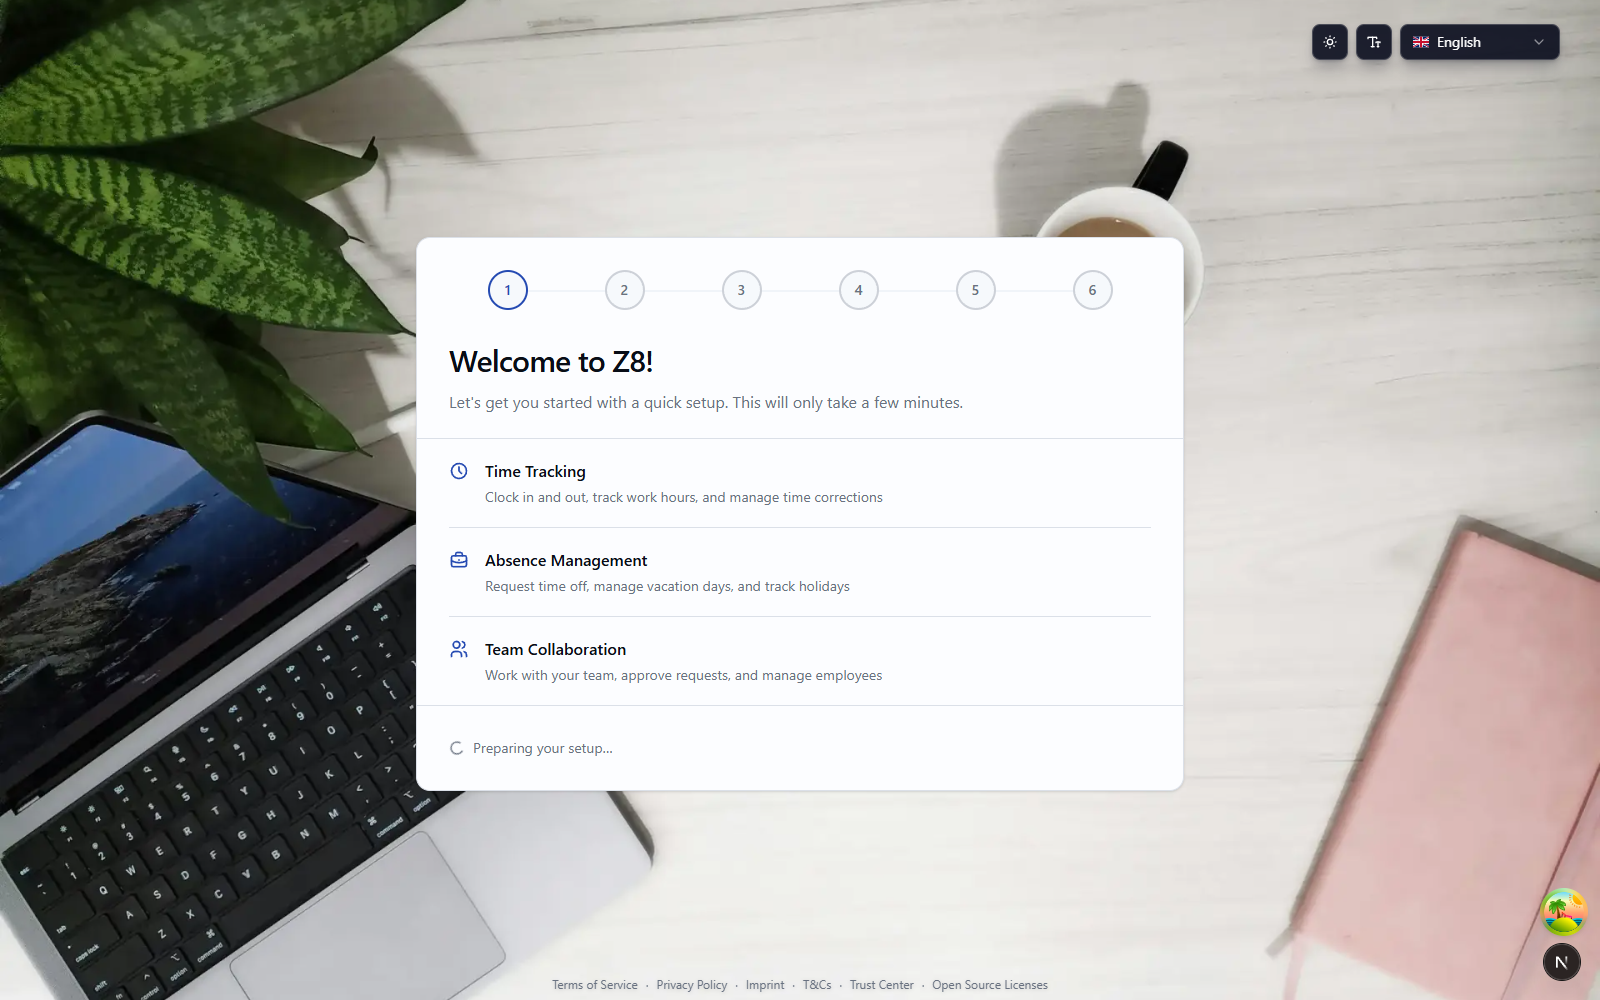 English
1 2 3 4 5 6
Welcome to Z8!
Let's get you started with a quick setup. This will only take a few minutes.
Time Tracking
Clock in and out, track work hours, and manage time corrections
Absence Management
Request time off, manage vacation days, and track holidays
Team Collaboration
Work with your team, approve requests, and manage employees
Preparing your setup...
Terms of Service · Privacy Policy · Imprint · T&Cs · Trust Center · Open Source Licenses